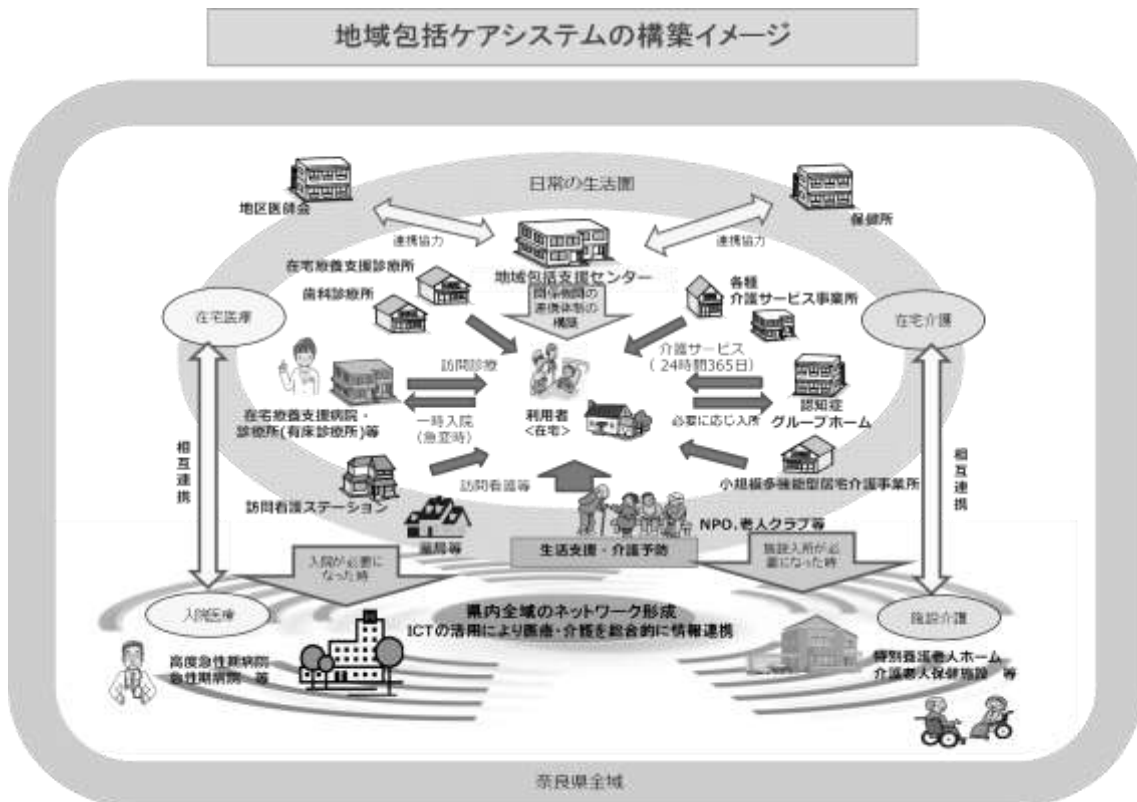 地域包括ケアシステムの構築イメージ
日常の生活圏
地区医師会
保健所
連携協力
連携協力
在宅療養支援診療所
歯科診療所
地域包括支援センター
関係機関の
連携体制の
構築
各種
介護サービス事業所
在宅医療
在宅介護
訪問診療
介護サービス
(24時間365日)
在宅療養支援病院・
診療所(有床診療所)等
一時入院
(急変時)
利用者
<在宅>
必要に応じ入所
認知症
グループホーム
相互連携
相互連携
訪問看護等
小規模多機能型居宅介護事業所
訪問看護ステーション
薬局等
NPO、老人クラブ等
生活支援・介護予防
入院が必要に
なった時
施設入所が必
要になった時
入院医療
施設介護
県内全域のネットワーク形成
ICTの活用により医療・介護を総合的に情報連携
高度急性期病院
急性期病院 等
特別養護老人ホーム
介護老人保健施設 等
奈良県全域